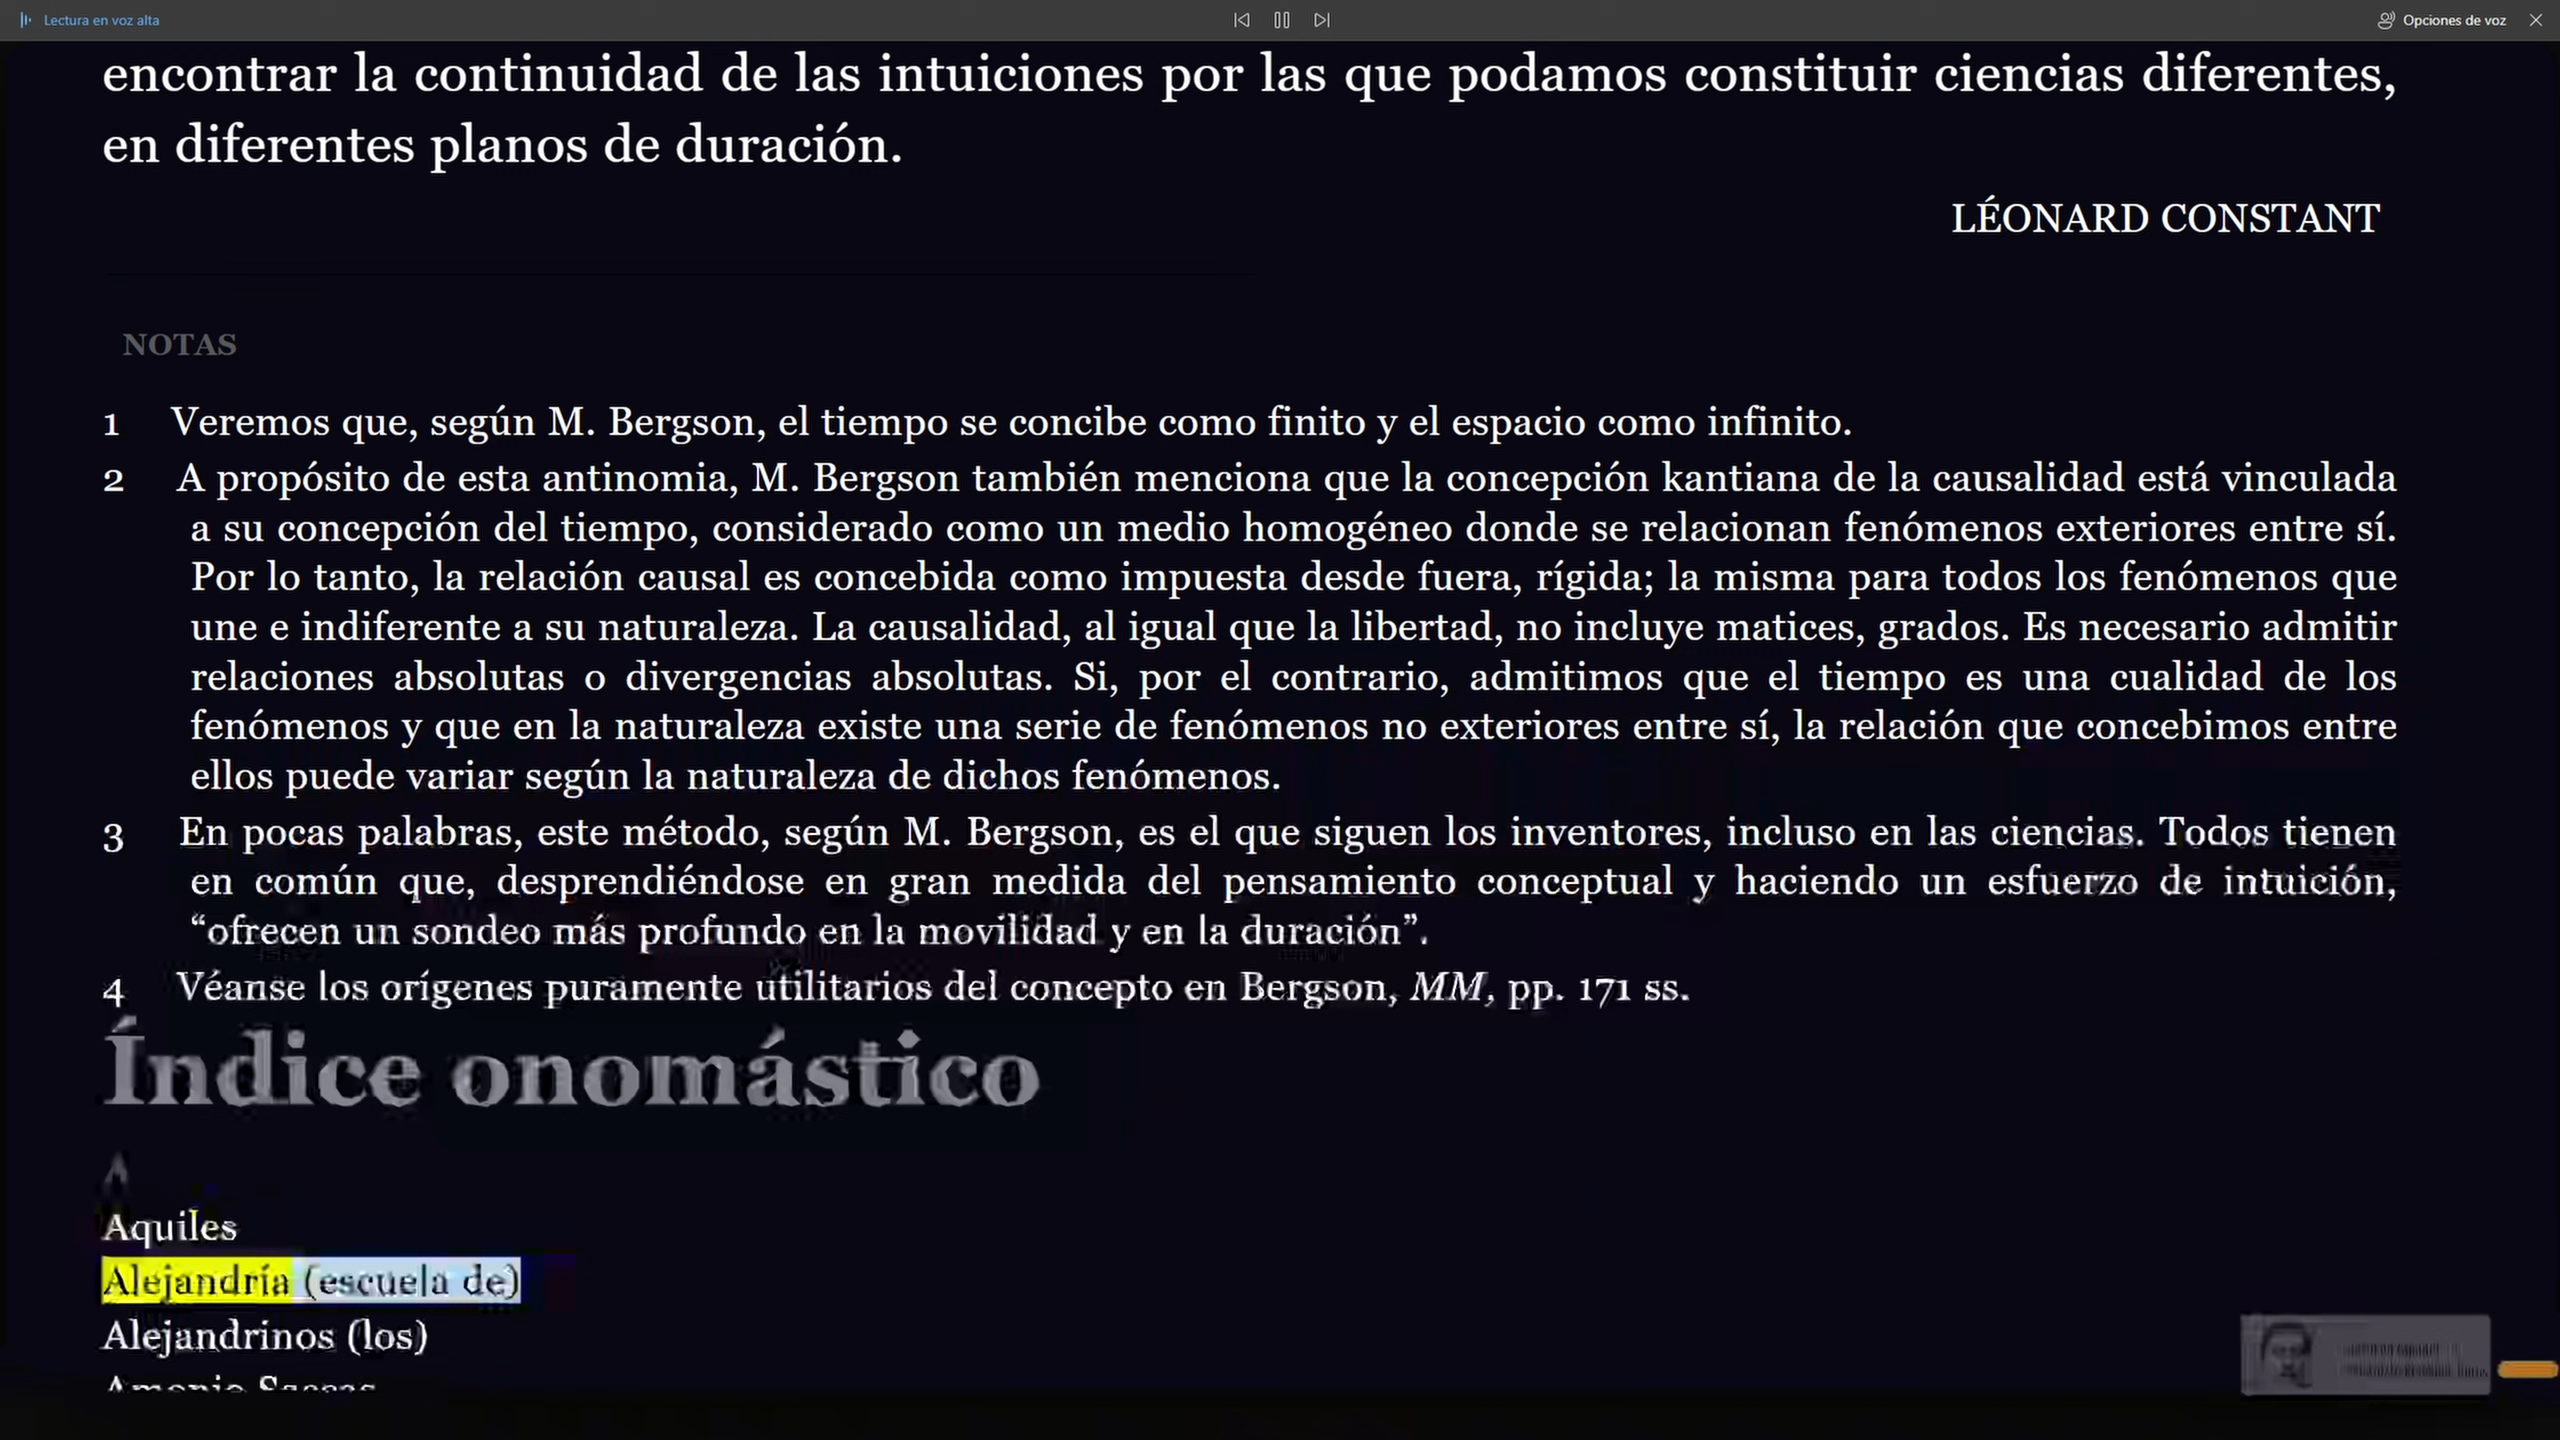 Lectura en voz alta
Opciones de voz
encontrar la continuidad de las intuiciones por las que podamos constituir ciencias diferentes,
en diferentes planos de duración.
LÉONARD CONSTANT
NOTAS
1 Veremos que, según M. Bergson, el tiempo se concibe como finito y el espacio como infinito.
2 A propósito de esta antinomia, M. Bergson también menciona que la concepción kantiana de la causalidad está vinculada
a su concepción del tiempo, considerado como un medio homogéneo donde se relacionan fenómenos exteriores entre sí.
Por lo tanto, la relación causal es concebida como impuesta desde fuera, rígida; la misma para todos los fenómenos que
une e indiferente a su naturaleza. La causalidad, al igual que la libertad, no incluye matices, grados. Es necesario admitir
relaciones absolutas o divergencias absolutas. Si, por el contrario, admitimos que el tiempo es una cualidad de los
fenómenos y que en la naturaleza existe una serie de fenómenos no exteriores entre sí, la relación que concebimos entre
ellos puede variar según la naturaleza de dichos fenómenos.
3 En pocas palabras, este método, según M. Bergson, es el que siguen los inventores, incluso en las ciencias. Todos tienen
en común que, desprendiéndose en gran medida del pensamiento conceptual y haciendo un esfuerzo de intuición,
“ofrecen un sondeo más profundo en la movilidad y en la duración”.
4 Véanse los orígenes puramente utilitarios del concepto en Bergson, MM, pp. 171 ss.
Índice onomástico
A
Aquiles
Alejandría (escuela de)
Alejandrinos (los)
Amonio Saccas